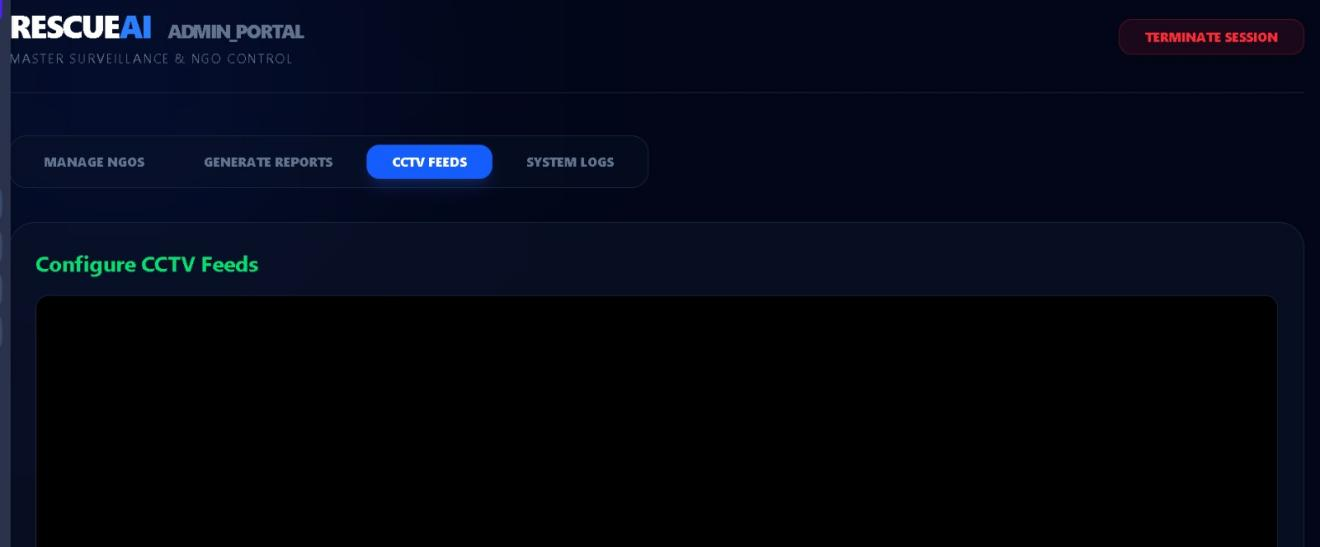 RESCUEAI ADMIN_PORTAL
MASTER SURVEILLANCE & NGO CONTROL
TERMINATE SESSION
MANAGE NGOS GENERATE REPORTS CCTV FEEDS SYSTEM LOGS
Configure CCTV Feeds